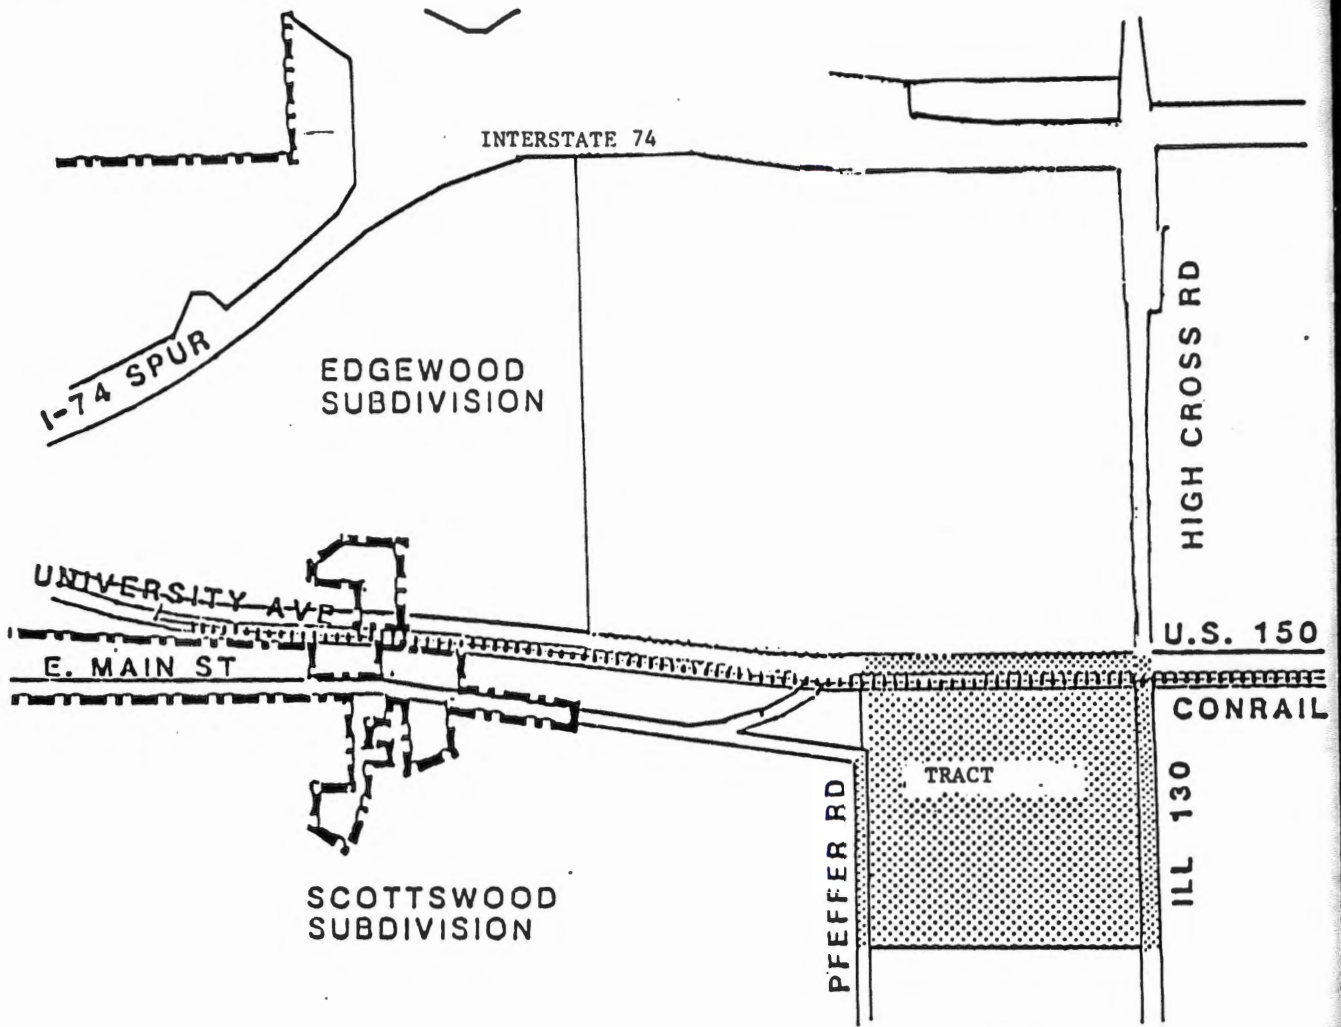 INTERSTATE 74
I-74 SPUR
EDGEWOOD
SUBDIVISION
HIGH CROSS RD
UNIVERSITY AVE
U.S. 150
E. MAIN ST
CONRAIL
TRACT
PFEFFER RD
ILL 130
SCOTTSWOOD
SUBDIVISION